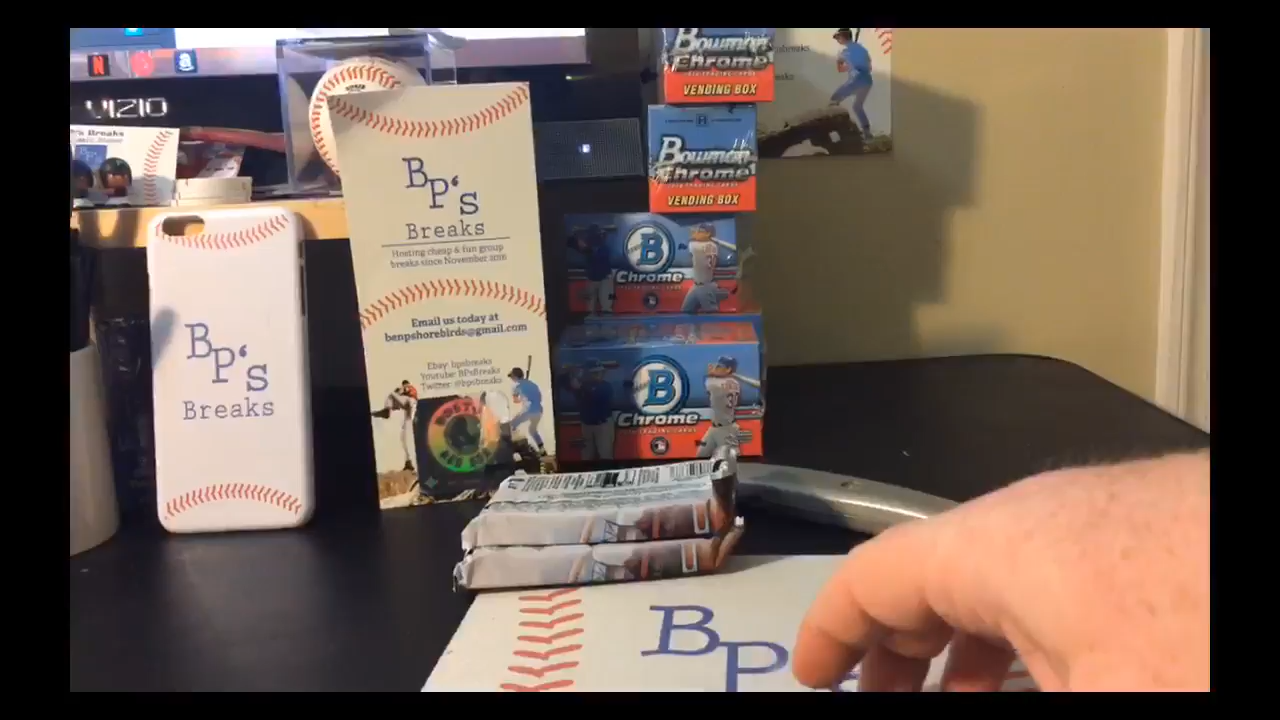 Bowman
Chrome
VENDING BOX
VIZIO
Bowman
Chrome
VENDING BOX
BP's
Breaks
Hosting cheap & fun group
breaks since November 2016
Email us today at
benpshorebirds@gmail.com
Ebay: bpsbreaks
Youtube: BPsBreaks
Twitter: @bpsbreaks
B
Chrome
B
Chrome
BP's
Breaks
BP